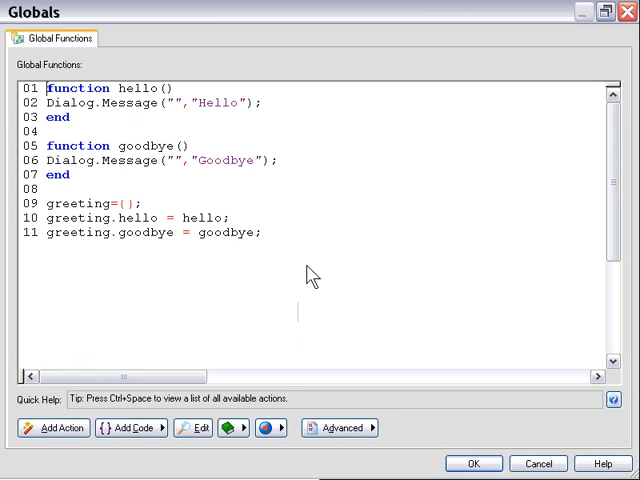 Globals
Global Functions
Global Functions:
01 function hello()
02 Dialog.Message("","Hello");
03 end
04
05 function goodbye()
06 Dialog.Message("","Goodbye");
07 end
08
09 greeting={};
10 greeting.hello = hello;
11 greeting.goodbye = goodbye;
Quick Help: Tip: Press Ctrl+Space to view a list of all available actions.
Add Action { } Add Code Edit Advanced
OK Cancel Help